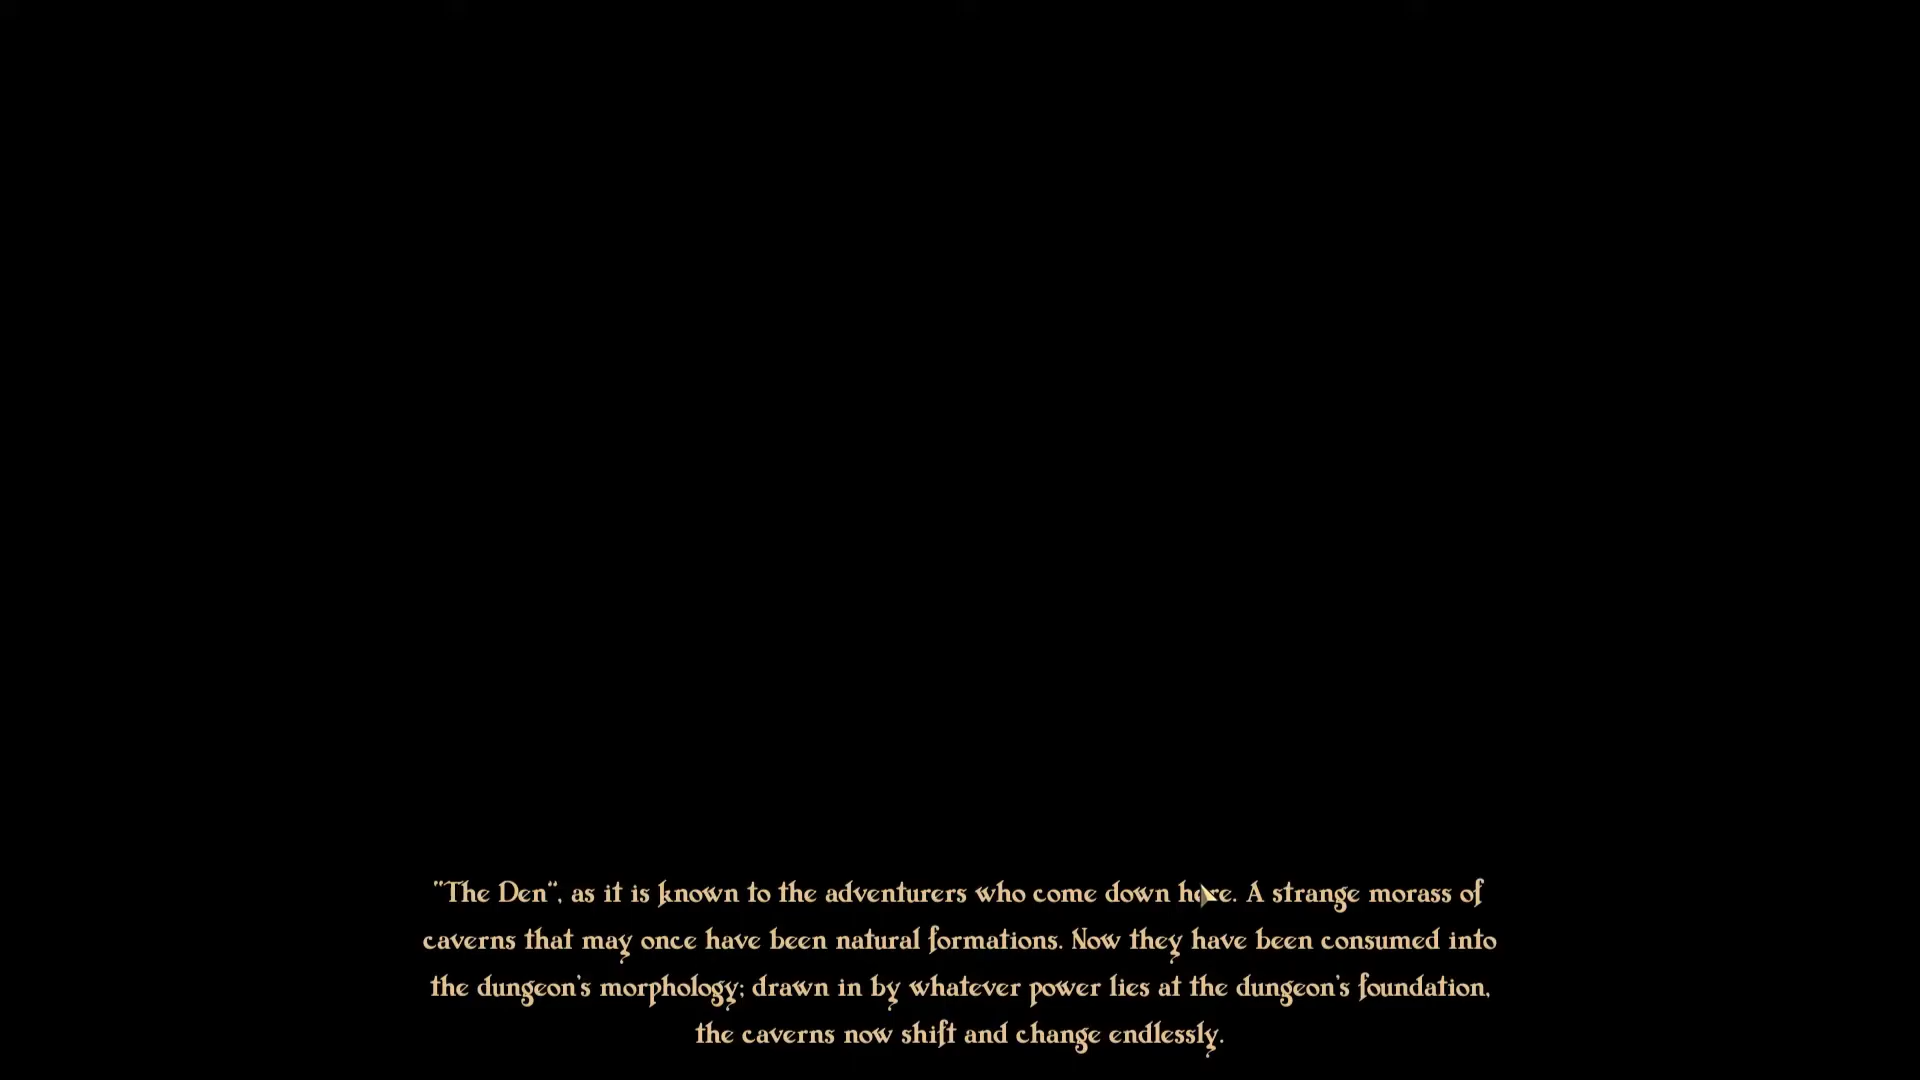 "The Den", as it is known to the adventurers who come down here. A strange morass of
caverns that may once have been natural formations. Now they have been consumed into
the dungeon's morphology; drawn in by whatever power lies at the dungeon's foundation,
the caverns now shift and change endlessly.